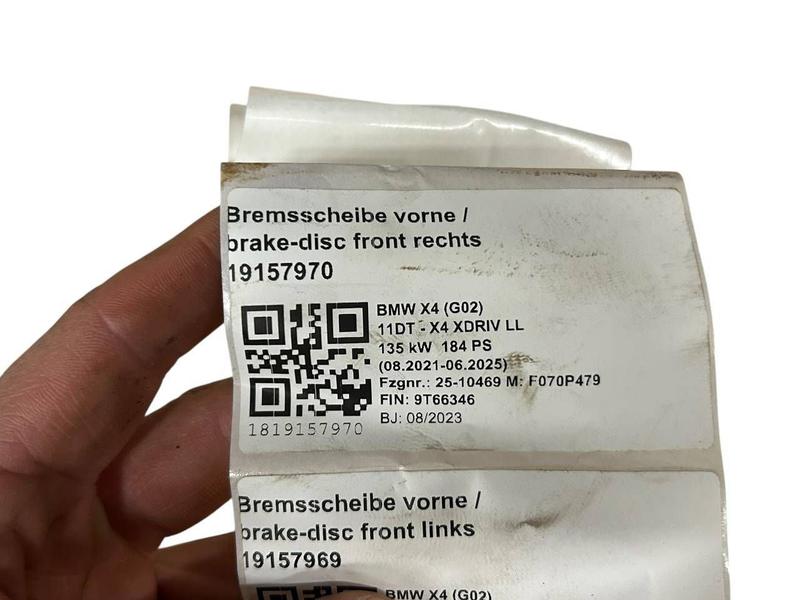 Bremsscheibe vorne /
brake-disc front rechts
19157970
BMW X4 (G02)
11DT - X4 XDRIV LL
135 kW 184 PS
(08.2021-06.2025)
Fzgnr.: 25-10469 M: F070P479
FIN: 9T66346
BJ: 08/2023
1819157970
Bremsscheibe vorne /
brake-disc front links
19157969
BMW X4 (G02)